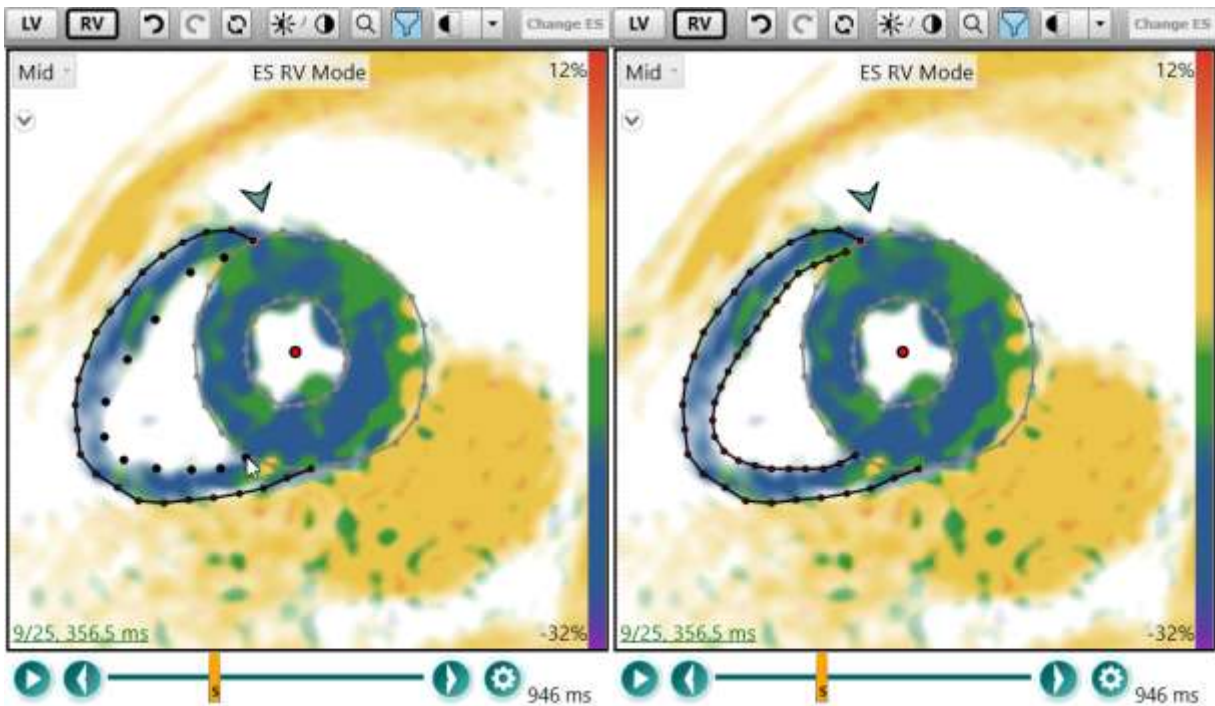 LV RV Change ES
Mid ES RV Mode 12%
9/25, 356.5 ms -32%
S
946 ms
LV RV Change ES
Mid ES RV Mode 12%
9/25, 356.5 ms -32%
S
946 ms